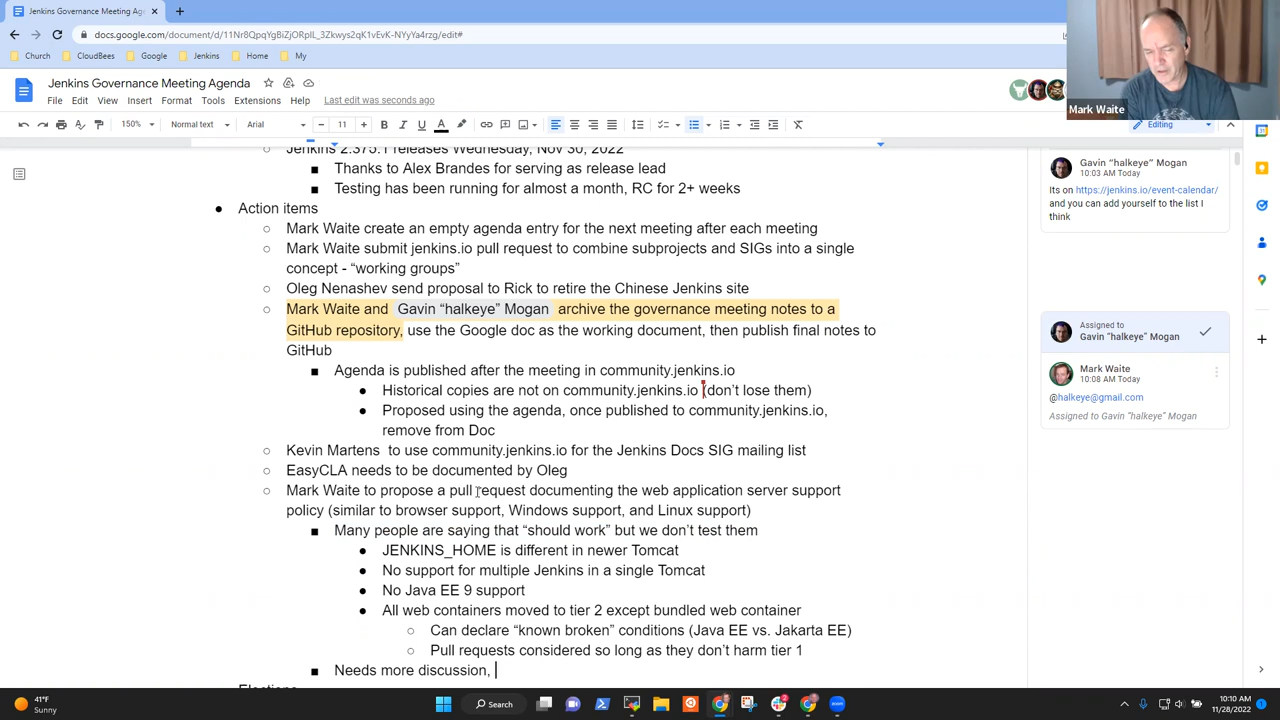 Jenkins Governance Meeting Age
docs.google.com/document/d/11Nr8QpqYgBiZjORpIL_3Zkwys2qK1vEvK-NYyYa4rzg/edit#
Church
CloudBees
Google
Jenkins
Home
My
Jenkins Governance Meeting Agenda
File Edit View Insert Format Tools Extensions Help Last edit was seconds ago
150% Normal text Arial 11 Editing
Mark Waite
Jenkins 2.375.1 releases Wednesday, Nov 30, 2022
Thanks to Alex Brandes for serving as release lead
Testing has been running for almost a month, RC for 2+ weeks
Action items
Mark Waite create an empty agenda entry for the next meeting after each meeting
Mark Waite submit jenkins.io pull request to combine subprojects and SIGs into a single
concept - “working groups”
Oleg Nenashev send proposal to Rick to retire the Chinese Jenkins site
Mark Waite and Gavin “halkeye” Mogan archive the governance meeting notes to a
GitHub repository, use the Google doc as the working document, then publish final notes to
GitHub
Agenda is published after the meeting in community.jenkins.io
Historical copies are not on community.jenkins.io (don’t lose them)
Proposed using the agenda, once published to community.jenkins.io,
remove from Doc
Kevin Martens to use community.jenkins.io for the Jenkins Docs SIG mailing list
EasyCLA needs to be documented by Oleg
Mark Waite to propose a pull request documenting the web application server support
policy (similar to browser support, Windows support, and Linux support)
Many people are saying that “should work” but we don’t test them
JENKINS_HOME is different in newer Tomcat
No support for multiple Jenkins in a single Tomcat
No Java EE 9 support
All web containers moved to tier 2 except bundled web container
Can declare “known broken” conditions (Java EE vs. Jakarta EE)
Pull requests considered so long as they don’t harm tier 1
Needs more discussion,
Elections
Gavin “halkeye” Mogan
10:03 AM Today
Its on https://jenkins.io/event-calendar/
and you can add yourself to the list I
think
Assigned to
Gavin “halkeye” Mogan
Mark Waite
10:08 AM Today
@halkeye@gmail.com
Assigned to Gavin “halkeye” Mogan
41°F
Sunny
Search
10:10 AM
11/28/2022